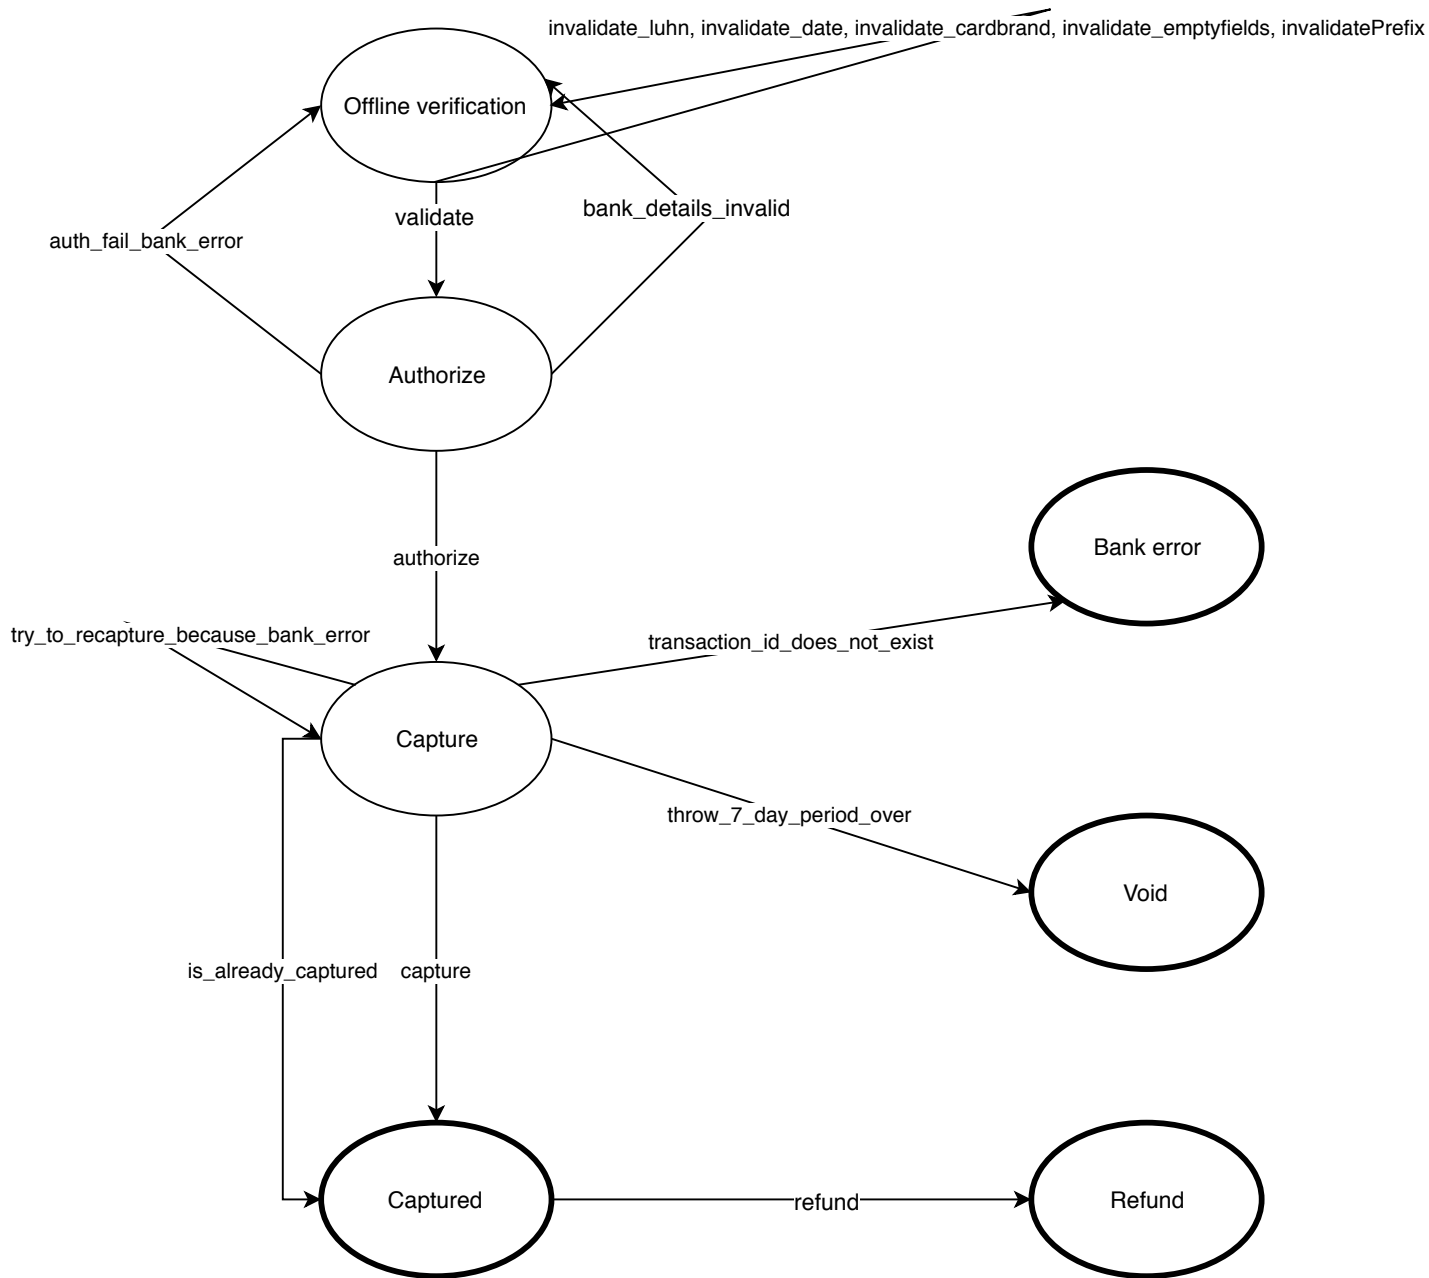 invalidate_luhn, invalidate_date, invalidate_cardbrand, invalidate_emptyfields, invalidatePrefix
Offline verification
validate
bank_details_invalid
auth_fail_bank_error
Authorize
authorize
Bank error
try_to_recapture_because_bank_error
transaction_id_does_not_exist
Capture
throw_7_day_period_over
Void
is_already_captured
capture
Captured
refund
Refund